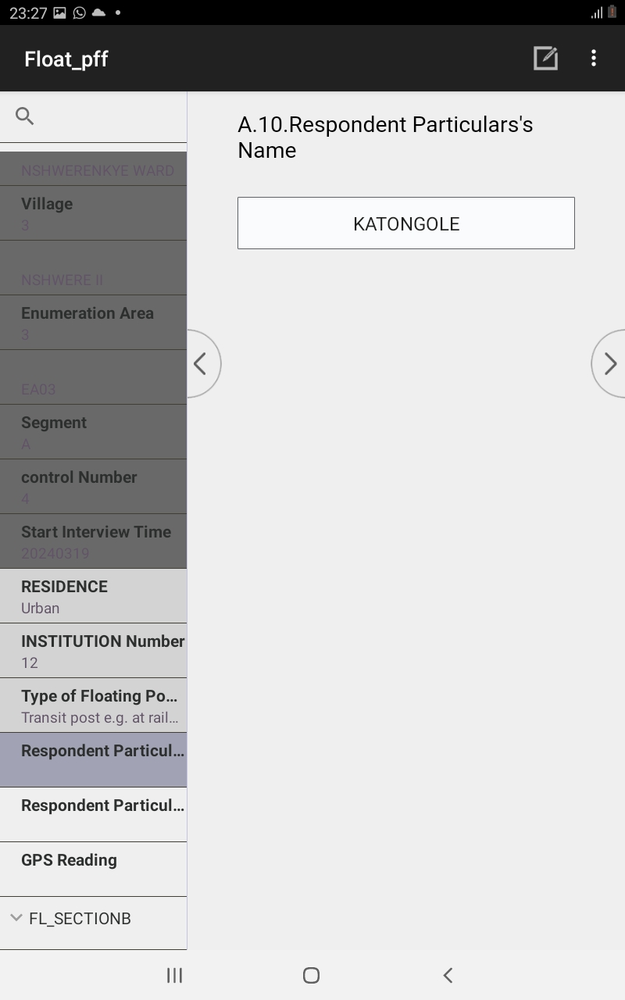 23:27
Float_pff
NSHWERENKYE WARD
Village
3
NSHWERE II
Enumeration Area
3
EA03
Segment
A
control Number
4
Start Interview Time
20240319
RESIDENCE
Urban
INSTITUTION Number
12
Type of Floating Po...
Transit post e.g. at rail...
Respondent Particul...
Respondent Particul...
GPS Reading
FL_SECTIONB
A.10.Respondent Particulars's
Name
KATONGOLE